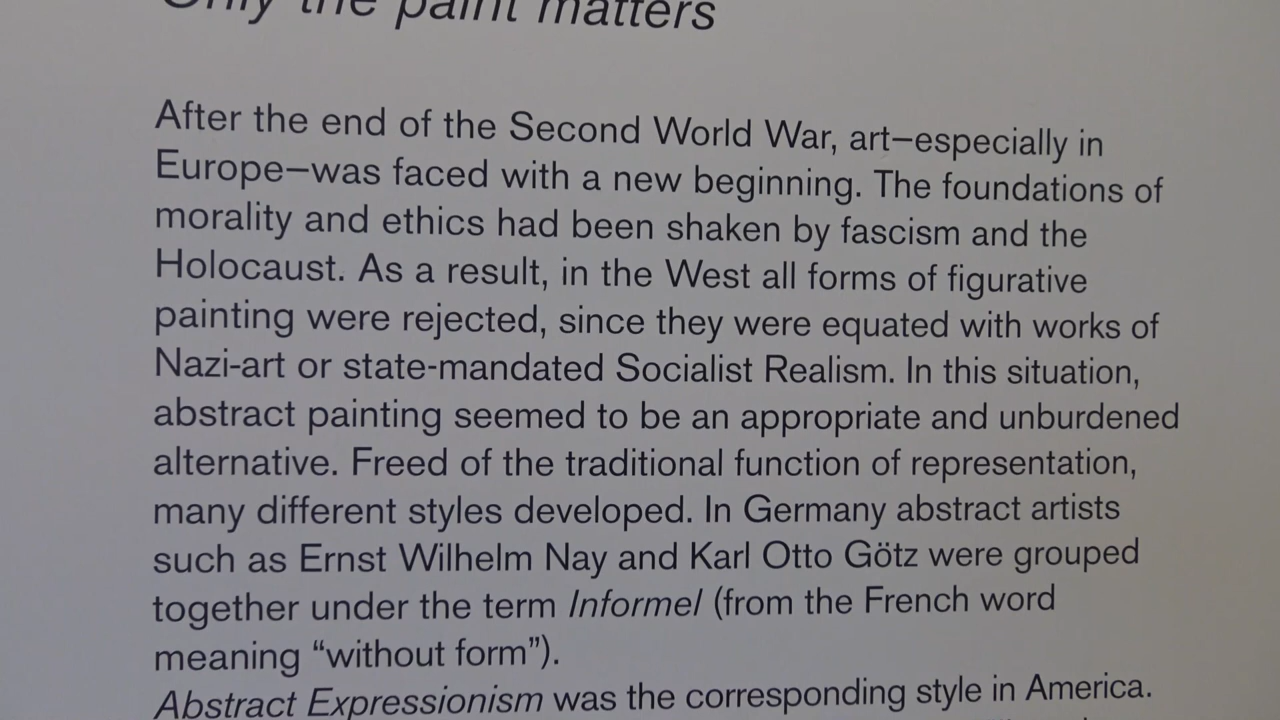 Only the paint matters
After the end of the Second World War, art—especially in
Europe—was faced with a new beginning. The foundations of
morality and ethics had been shaken by fascism and the
Holocaust. As a result, in the West all forms of figurative
painting were rejected, since they were equated with works of
Nazi-art or state-mandated Socialist Realism. In this situation,
abstract painting seemed to be an appropriate and unburdened
alternative. Freed of the traditional function of representation,
many different styles developed. In Germany abstract artists
such as Ernst Wilhelm Nay and Karl Otto Götz were grouped
together under the term Informel (from the French word
meaning “without form”).
Abstract Expressionism was the corresponding style in America.